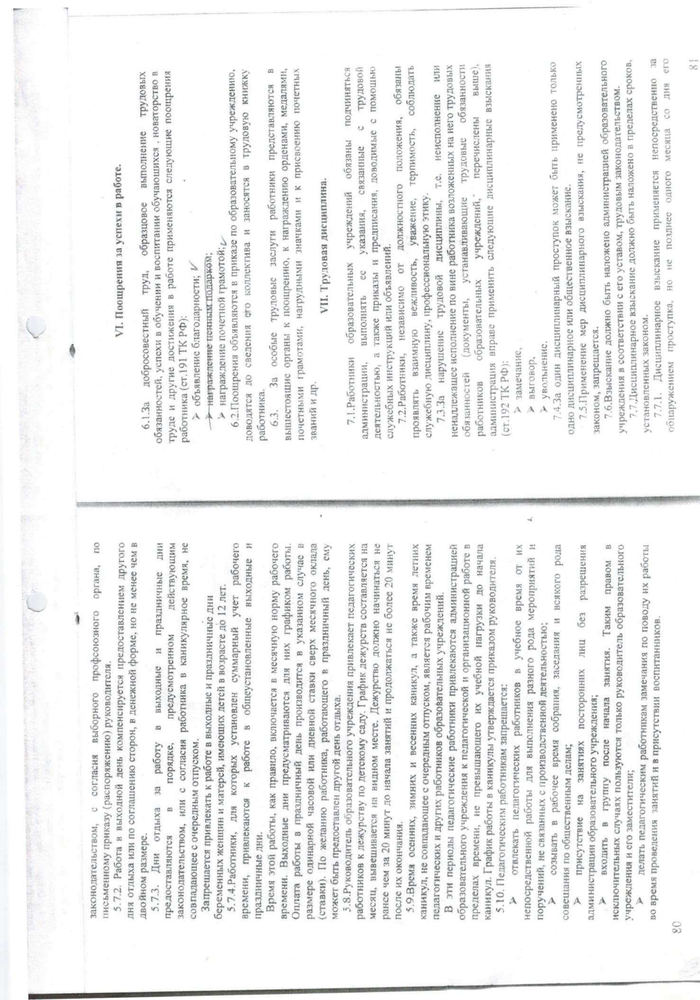 законодательством, с согласия выборного профсоюзного органа, по
письменному приказу (распоряжению) руководителя.
5.7.2. Работа в выходной день компенсируется предоставлением другого
дня отдыха или по соглашению сторон, в денежной форме, но не менее чем в
двойном размере.
5.7.3. Дни отдыха за работу в выходные и праздничные дни
предоставляются в порядке, предусмотренном действующим
законодательством, или с согласия работника в каникулярное время, не
совпадающее с очередным отпуском.
Запрещается привлекать к работе в выходные и праздничные дни
беременных женщин и матерей, имеющих детей в возрасте до 12 лет.
5.7.4.Работники, для которых установлен суммарный учет рабочего
времени, привлекаются к работе в общеустановленные выходные и
праздничные дни.
Время этой работы, как правило, включается в месячную норму рабочего
времени. Выходные дни предусматриваются для них графиком работы.
Оплата работы в праздничный день производится в указанном случае в
размере одинарной часовой или дневной ставки сверх месячного оклада
(ставки). По желанию работника, работающего в праздничный день, ему
может быть предоставлен другой день отдыха.
5.8.Руководитель образовательного учреждения привлекает педагогических
работников к дежурству по детскому саду. График дежурств составляется на
месяц, вывешивается на видном месте. Дежурство должно начинаться не
ранее чем за 20 минут до начала занятий и продолжаться не более 20 минут
после их окончания.
5.9.Время осенних, зимних и весенних каникул, а также время летних
каникул, не совпадающее с очередным отпуском, является рабочим временем
педагогических и других работников образовательных учреждений.
В эти периоды педагогические работники привлекаются администрацией
образовательного учреждения к педагогической и организационной работе в
пределах времени, не превышающего их учебной нагрузки до начала
каникул. График работы в каникулы утверждается приказом руководителя.
5.10. Педагогическим работникам запрещается:
➢ отвлекать педагогических работников в учебное время от их
непосредственной работы для выполнения разного рода мероприятий и
поручений, не связанных с производственной деятельностью;
➢ созывать в рабочее время собрания, заседания и всякого рода
совещания по общественным делам;
➢ присутствие на занятиях посторонних лиц без разрешения
администрации образовательного учреждения;
➢ входить в группу после начала занятия. Таким правом в
исключительных случаях пользуются только руководитель образовательного
учреждения и его заместители;
➢ делать педагогическим работникам замечания по поводу их работы
во время проведения занятий и в присутствии воспитанников.
80
VI. Поощрения за успехи в работе.
6.1.За добросовестный труд, образцовое выполнение трудовых
обязанностей, успехи в обучении и воспитании обучающихся , новаторство в
труде и другие достижения в работе применяются следующие поощрения
работника (ст.191 ТК РФ):
➢ объявление благодарности; ✓
➢ награждение ценным подарком;
➢ награждение почетной грамотой; ✓
6.2.Поощрения объявляются в приказе по образовательному учреждению,
доводятся до сведения его коллектива и заносятся в трудовую книжку
работника.
6.3. За особые трудовые заслуги работники представляются в
вышестоящие органы к поощрению, к награждению орденами, медалями,
почетными грамотами, нагрудными значками и к присвоению почетных
званий и др.
VII. Трудовая дисциплина.
7.1.Работники образовательных учреждений обязаны подчиняться
администрации, выполнять ее указания, связанные с трудовой
деятельностью, а также приказы и предписания, доводимые с помощью
служебных инструкций или объявлений.
7.2.Работники, независимо от должностного положения, обязаны
проявлять взаимную вежливость, уважение, терпимость, соблюдать
служебную дисциплину, профессиональную этику.
7.3.За нарушение трудовой дисциплины, т.е. неисполнение или
ненадлежащее исполнение по вине работника возложенных на него трудовых
обязанностей (документы, устанавливающие трудовые обязанности
работников образовательных учреждений, перечислены выше),
администрация вправе применить следующие дисциплинарные взыскания
(ст.192 ТК РФ):
➢ замечание,
➢ выговор,
➢ увольнение.
7.4.За один дисциплинарный проступок может быть применено только
одно дисциплинарное или общественное взыскание.
7.5.Применение мер дисциплинарного взыскания, не предусмотренных
законом, запрещается.
7.6.Взыскание должно быть наложено администрацией образовательного
учреждения в соответствии с его уставом, трудовым законодательством.
7.7.Дисциплинарное взыскание должно быть наложено в пределах сроков,
установленных законом.
7.7.1. Дисциплинарное взыскание применяется непосредственно за
обнаружением проступка, но не позднее одного месяца со дня его
81